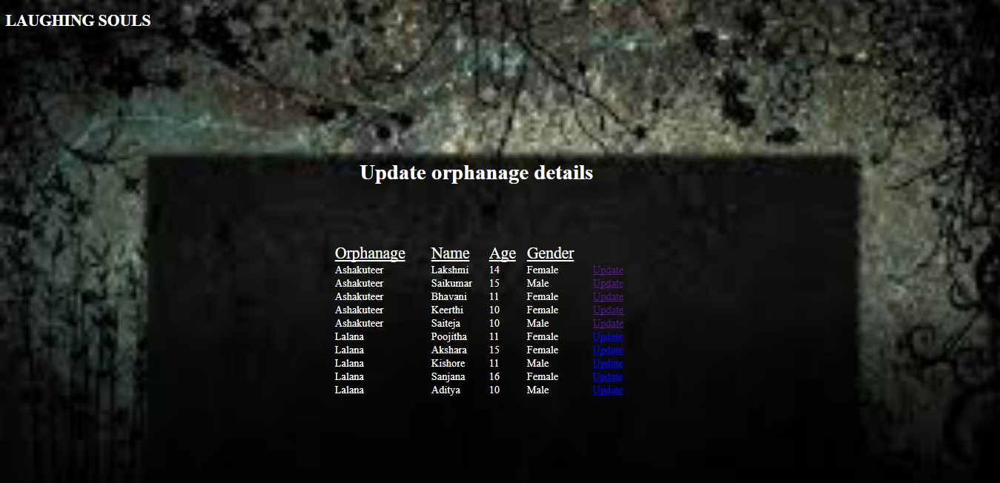 LAUGHING SOULS
Update orphanage details
Orphanage Name Age Gender
Ashakuteer Lakshmi 14 Female Update
Ashakuteer Saikumar 15 Male Update
Ashakuteer Bhavani 11 Female Update
Ashakuteer Keerthi 10 Female Update
Ashakuteer Saiteja 10 Male Update
Lalana Poojitha 11 Female Update
Lalana Akshara 15 Female Update
Lalana Kishore 11 Male Update
Lalana Sanjana 16 Female Update
Lalana Aditya 10 Male Update